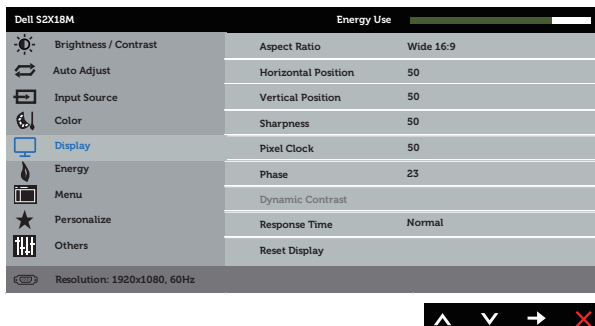 Dell S2X18M Energy Use
Brightness / Contrast
Auto Adjust
Input Source
Color
Display
Energy
Menu
Personalize
Others
Aspect Ratio Wide 16:9
Horizontal Position 50
Vertical Position 50
Sharpness 50
Pixel Clock 50
Phase 23
Dynamic Contrast
Response Time Normal
Reset Display
Resolution: 1920x1080, 60Hz